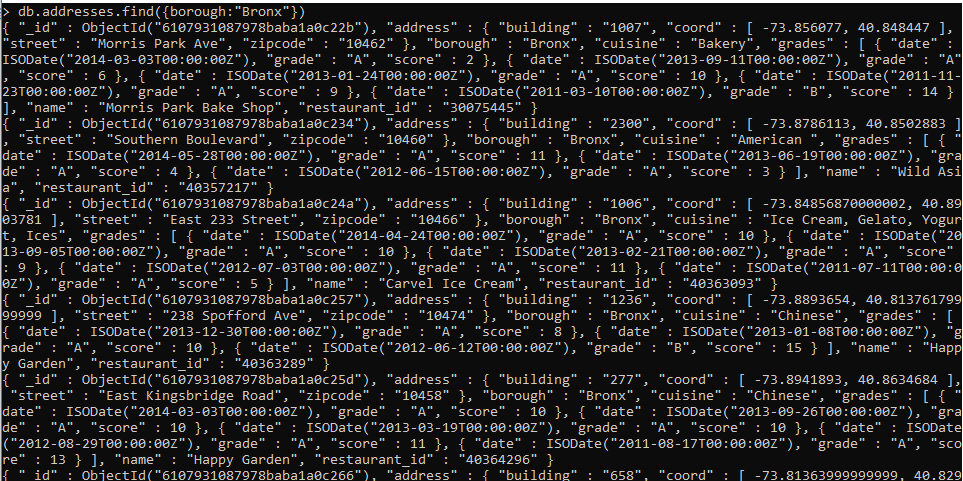 > db.addresses.find({borough:"Bronx"})
{ "_id" : ObjectId("6107931087978baba1a0c22b"), "address" : { "building" : "1007", "coord" : [ -73.856077, 40.848447 ],
"street" : "Morris Park Ave", "zipcode" : "10462" }, "borough" : "Bronx", "cuisine" : "Bakery", "grades" : [ { "date" :
ISODate("2014-03-03T00:00:00Z"), "grade" : "A", "score" : 2 }, { "date" : ISODate("2013-09-11T00:00:00Z"), "grade" : "A"
, "score" : 6 }, { "date" : ISODate("2013-01-24T00:00:00Z"), "grade" : "A", "score" : 10 }, { "date" : ISODate("2011-11-
23T00:00:00Z"), "grade" : "A", "score" : 9 }, { "date" : ISODate("2011-03-10T00:00:00Z"), "grade" : "B", "score" : 14 }
], "name" : "Morris Park Bake Shop", "restaurant_id" : "30075445" }
{ "_id" : ObjectId("6107931087978baba1a0c234"), "address" : { "building" : "2300", "coord" : [ -73.8786113, 40.8502883 ]
, "street" : "Southern Boulevard", "zipcode" : "10460" }, "borough" : "Bronx", "cuisine" : "American ", "grades" : [ { "
date" : ISODate("2014-05-28T00:00:00Z"), "grade" : "A", "score" : 11 }, { "date" : ISODate("2013-06-19T00:00:00Z"), "gra
de" : "A", "score" : 4 }, { "date" : ISODate("2012-06-15T00:00:00Z"), "grade" : "A", "score" : 3 } ], "name" : "Wild Asi
a", "restaurant_id" : "40357217" }
{ "_id" : ObjectId("6107931087978baba1a0c24a"), "address" : { "building" : "1006", "coord" : [ -73.84856870000002, 40.89
03781 ], "street" : "East 233 Street", "zipcode" : "10466" }, "borough" : "Bronx", "cuisine" : "Ice Cream, Gelato, Yogur
t, Ices", "grades" : [ { "date" : ISODate("2014-04-24T00:00:00Z"), "grade" : "A", "score" : 10 }, { "date" : ISODate("20
13-09-05T00:00:00Z"), "grade" : "A", "score" : 10 }, { "date" : ISODate("2013-02-21T00:00:00Z"), "grade" : "A", "score"
: 9 }, { "date" : ISODate("2012-07-03T00:00:00Z"), "grade" : "A", "score" : 11 }, { "date" : ISODate("2011-07-11T00:00:0
0Z"), "grade" : "A", "score" : 5 } ], "name" : "Carvel Ice Cream", "restaurant_id" : "40363093" }
{ "_id" : ObjectId("6107931087978baba1a0c257"), "address" : { "building" : "1236", "coord" : [ -73.8893654, 40.813761799
99999 ], "street" : "238 Spofford Ave", "zipcode" : "10474" }, "borough" : "Bronx", "cuisine" : "Chinese", "grades" : [
{ "date" : ISODate("2013-12-30T00:00:00Z"), "grade" : "A", "score" : 8 }, { "date" : ISODate("2013-01-08T00:00:00Z"), "g
rade" : "A", "score" : 10 }, { "date" : ISODate("2012-06-12T00:00:00Z"), "grade" : "B", "score" : 15 } ], "name" : "Happ
y Garden", "restaurant_id" : "40363289" }
{ "_id" : ObjectId("6107931087978baba1a0c25d"), "address" : { "building" : "277", "coord" : [ -73.8941893, 40.8634684 ],
"street" : "East Kingsbridge Road", "zipcode" : "10458" }, "borough" : "Bronx", "cuisine" : "Chinese", "grades" : [ { "
date" : ISODate("2014-03-03T00:00:00Z"), "grade" : "A", "score" : 10 }, { "date" : ISODate("2013-09-26T00:00:00Z"), "gra
de" : "A", "score" : 10 }, { "date" : ISODate("2013-03-19T00:00:00Z"), "grade" : "A", "score" : 10 }, { "date" : ISODate
("2012-08-29T00:00:00Z"), "grade" : "A", "score" : 11 }, { "date" : ISODate("2011-08-17T00:00:00Z"), "grade" : "A", "sco
re" : 13 } ], "name" : "Happy Garden", "restaurant_id" : "40364296" }
{ "_id" : ObjectId("6107931087978baba1a0c266"), "address" : { "building" : "658", "coord" : [ -73.81363999999999, 40.829